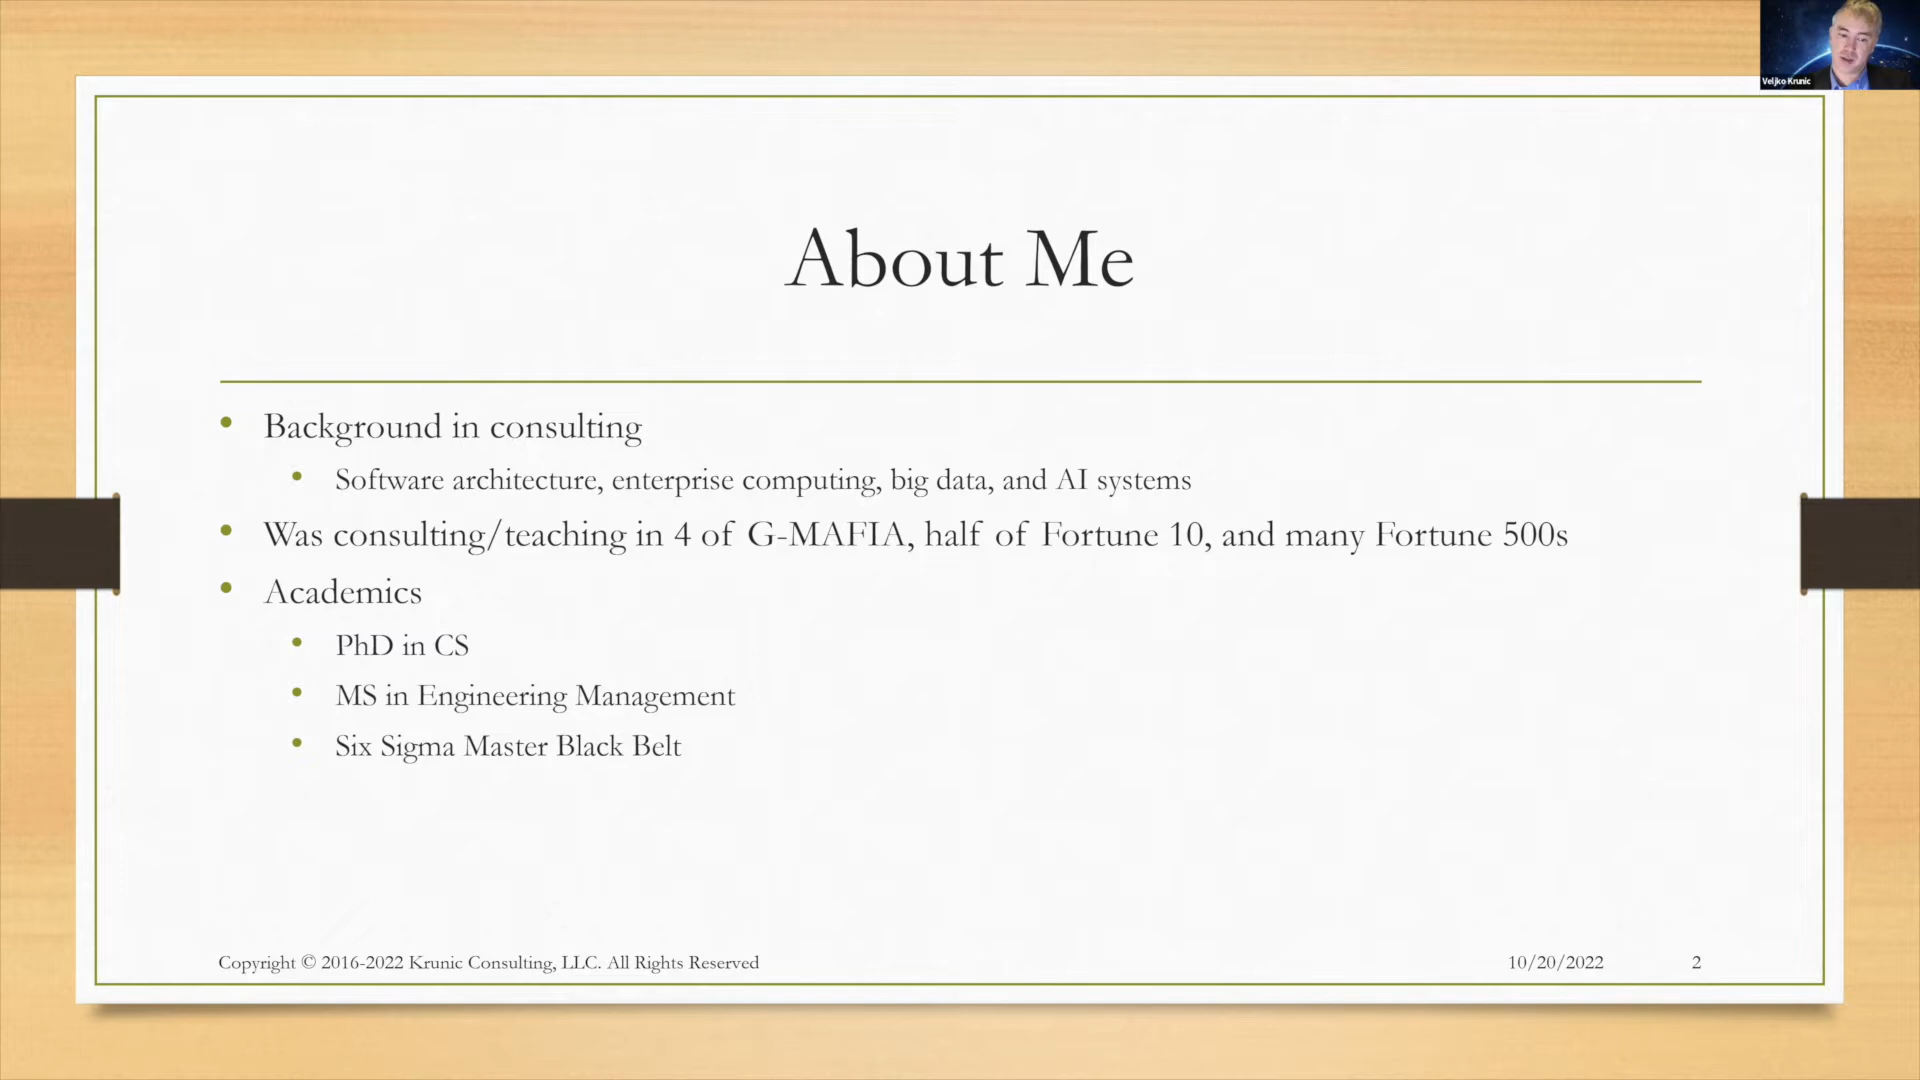 Veljko Krunic
About Me
• Background in consulting
• Software architecture, enterprise computing, big data, and AI systems
• Was consulting/teaching in 4 of G-MAFIA, half of Fortune 10, and many Fortune 500s
• Academics
• PhD in CS
• MS in Engineering Management
• Six Sigma Master Black Belt
Copyright © 2016-2022 Krunic Consulting, LLC. All Rights Reserved 10/20/2022 2